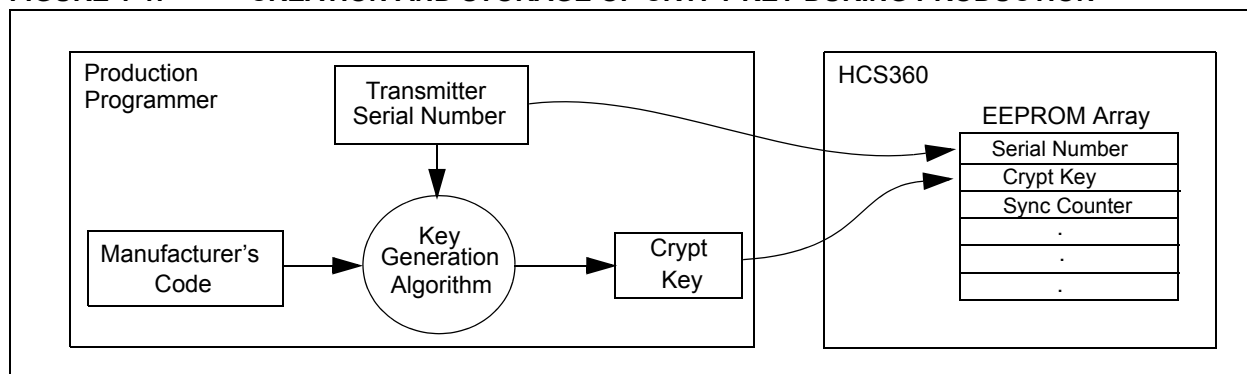 Production
Programmer
Transmitter
Serial Number
Manufacturer's
Code
Key
Generation
Algorithm
Crypt
Key
HCS360
EEPROM Array
Serial Number
Crypt Key
Sync Counter
.
.
.